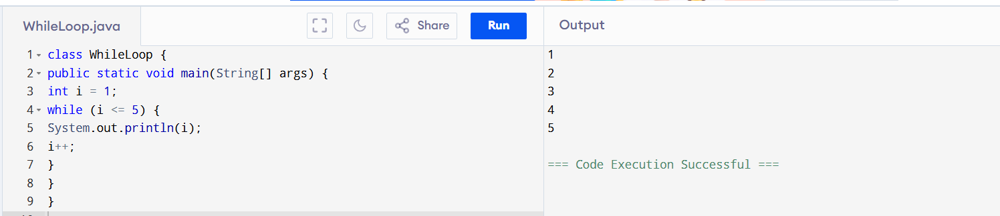 WhileLoop.java
Share
Run
Output
1 class WhileLoop {
2 public static void main(String[] args) {
3 int i = 1;
4 while (i <= 5) {
5 System.out.println(i);
6 i++;
7 }
8 }
9 }
1
2
3
4
5
=== Code Execution Successful ===